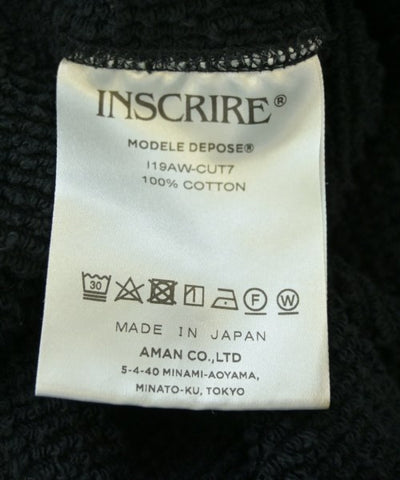 INSCRIRE®
MODELE DEPOSE®
I19AW-CUT7
100% COTTON
30
F W
MADE IN JAPAN
AMAN CO.,LTD
5-4-40 MINAMI-AOYAMA,
MINATO-KU, TOKYO